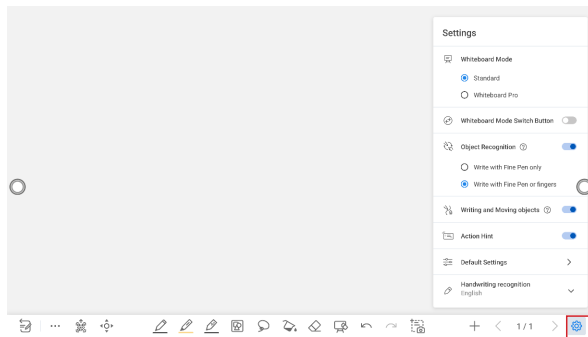 Settings
Whiteboard Mode
Standard
Whiteboard Pro
Whiteboard Mode Switch Button
Object Recognition ?
Write with Fine Pen only
Write with Fine Pen or fingers
Writing and Moving objects ?
Action Hint
Default Settings
Handwriting recognition
English
1 / 1